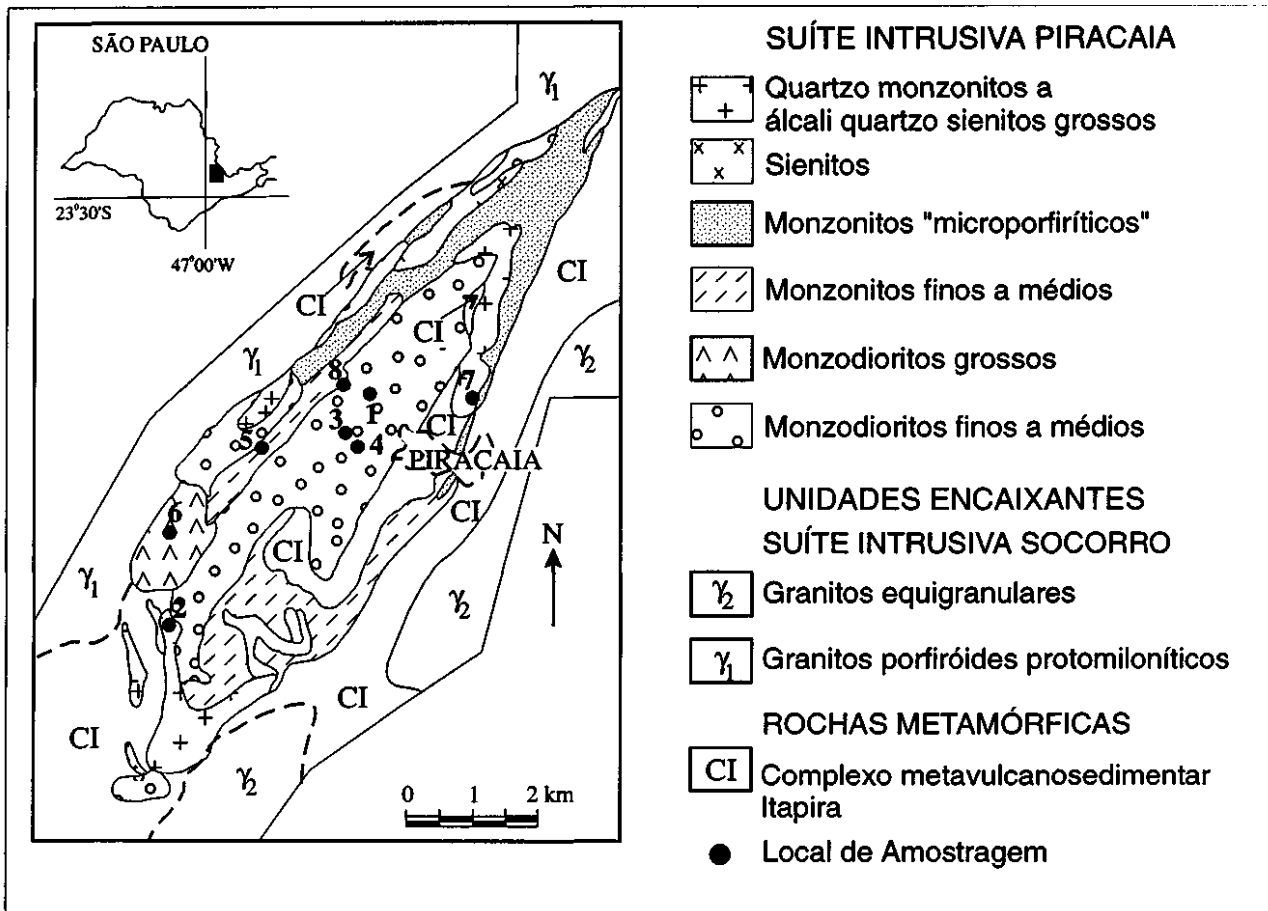 SÃO PAULO
23°30'S
47°00'W
γ1
CI
CI
γ1
CI
γ2
8
1
7
3
CI
5
4
PIRACAÍA
6
CI
CI
N
γ1
2
γ2
CI
CI
γ2
0 1 2 km
SUÍTE INTRUSIVA PIRACAIA
Quartzo monzonitos a
álcali quartzo sienitos grossos
Sienitos
Monzonitos "microporfiríticos"
Monzonitos finos a médios
Monzodioritos grossos
Monzodioritos finos a médios
UNIDADES ENCAIXANTES
SUÍTE INTRUSIVA SOCORRO
γ2 Granitos equigranulares
γ1 Granitos porfiróides protomiloníticos
ROCHAS METAMÓRFICAS
CI Complexo metavulcanosedimentar
Itapira
Local de Amostragem